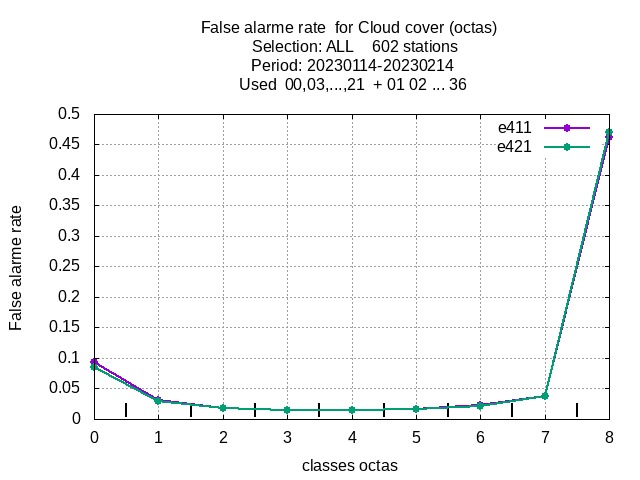 False alarme rate  for Cloud cover (octas)
Selection: ALL    602 stations
Period: 20230114-20230214
Used  00,03,...,21  + 01 02 ... 36
e411
e421
0.5
0.45
0.4
0.35
0.3
0.25
0.2
0.15
0.1
0.05
0
False alarme rate
0 1 2 3 4 5 6 7 8
classes octas